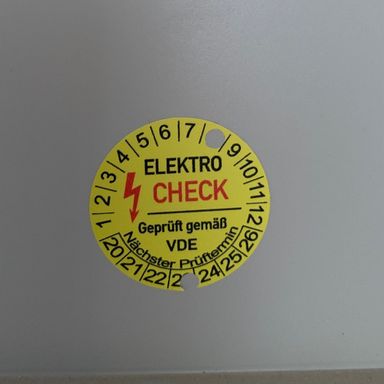 1 2 3 4 5 6 7 9 10 11 12
ELEKTRO
CHECK
Geprüft gemäß
VDE
Nächster Prüftermin
20 21 22 24 25 26